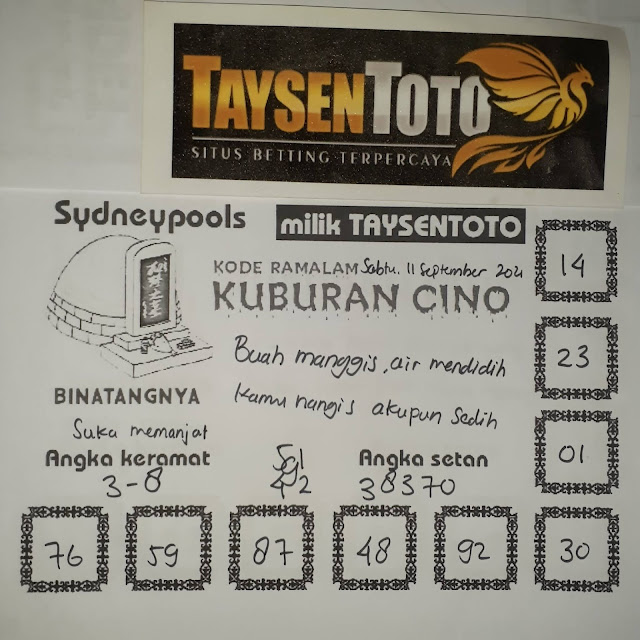 TAYSENTOTO
SITUS BETTING TERPERCAYA
Sydneypools
milik TAYSENTOTO
KODE RAMALAM Sabtu. 11 September 2021
KUBURAN CINO
Buah manggis, air mendidih
Kamu nangis akupun sedih
BINATANGNYA
Suka memanjat
Angka keramat
3-8
Sgl
42
Angka setan
38370
14
23
01
76 59 87 48 92 30